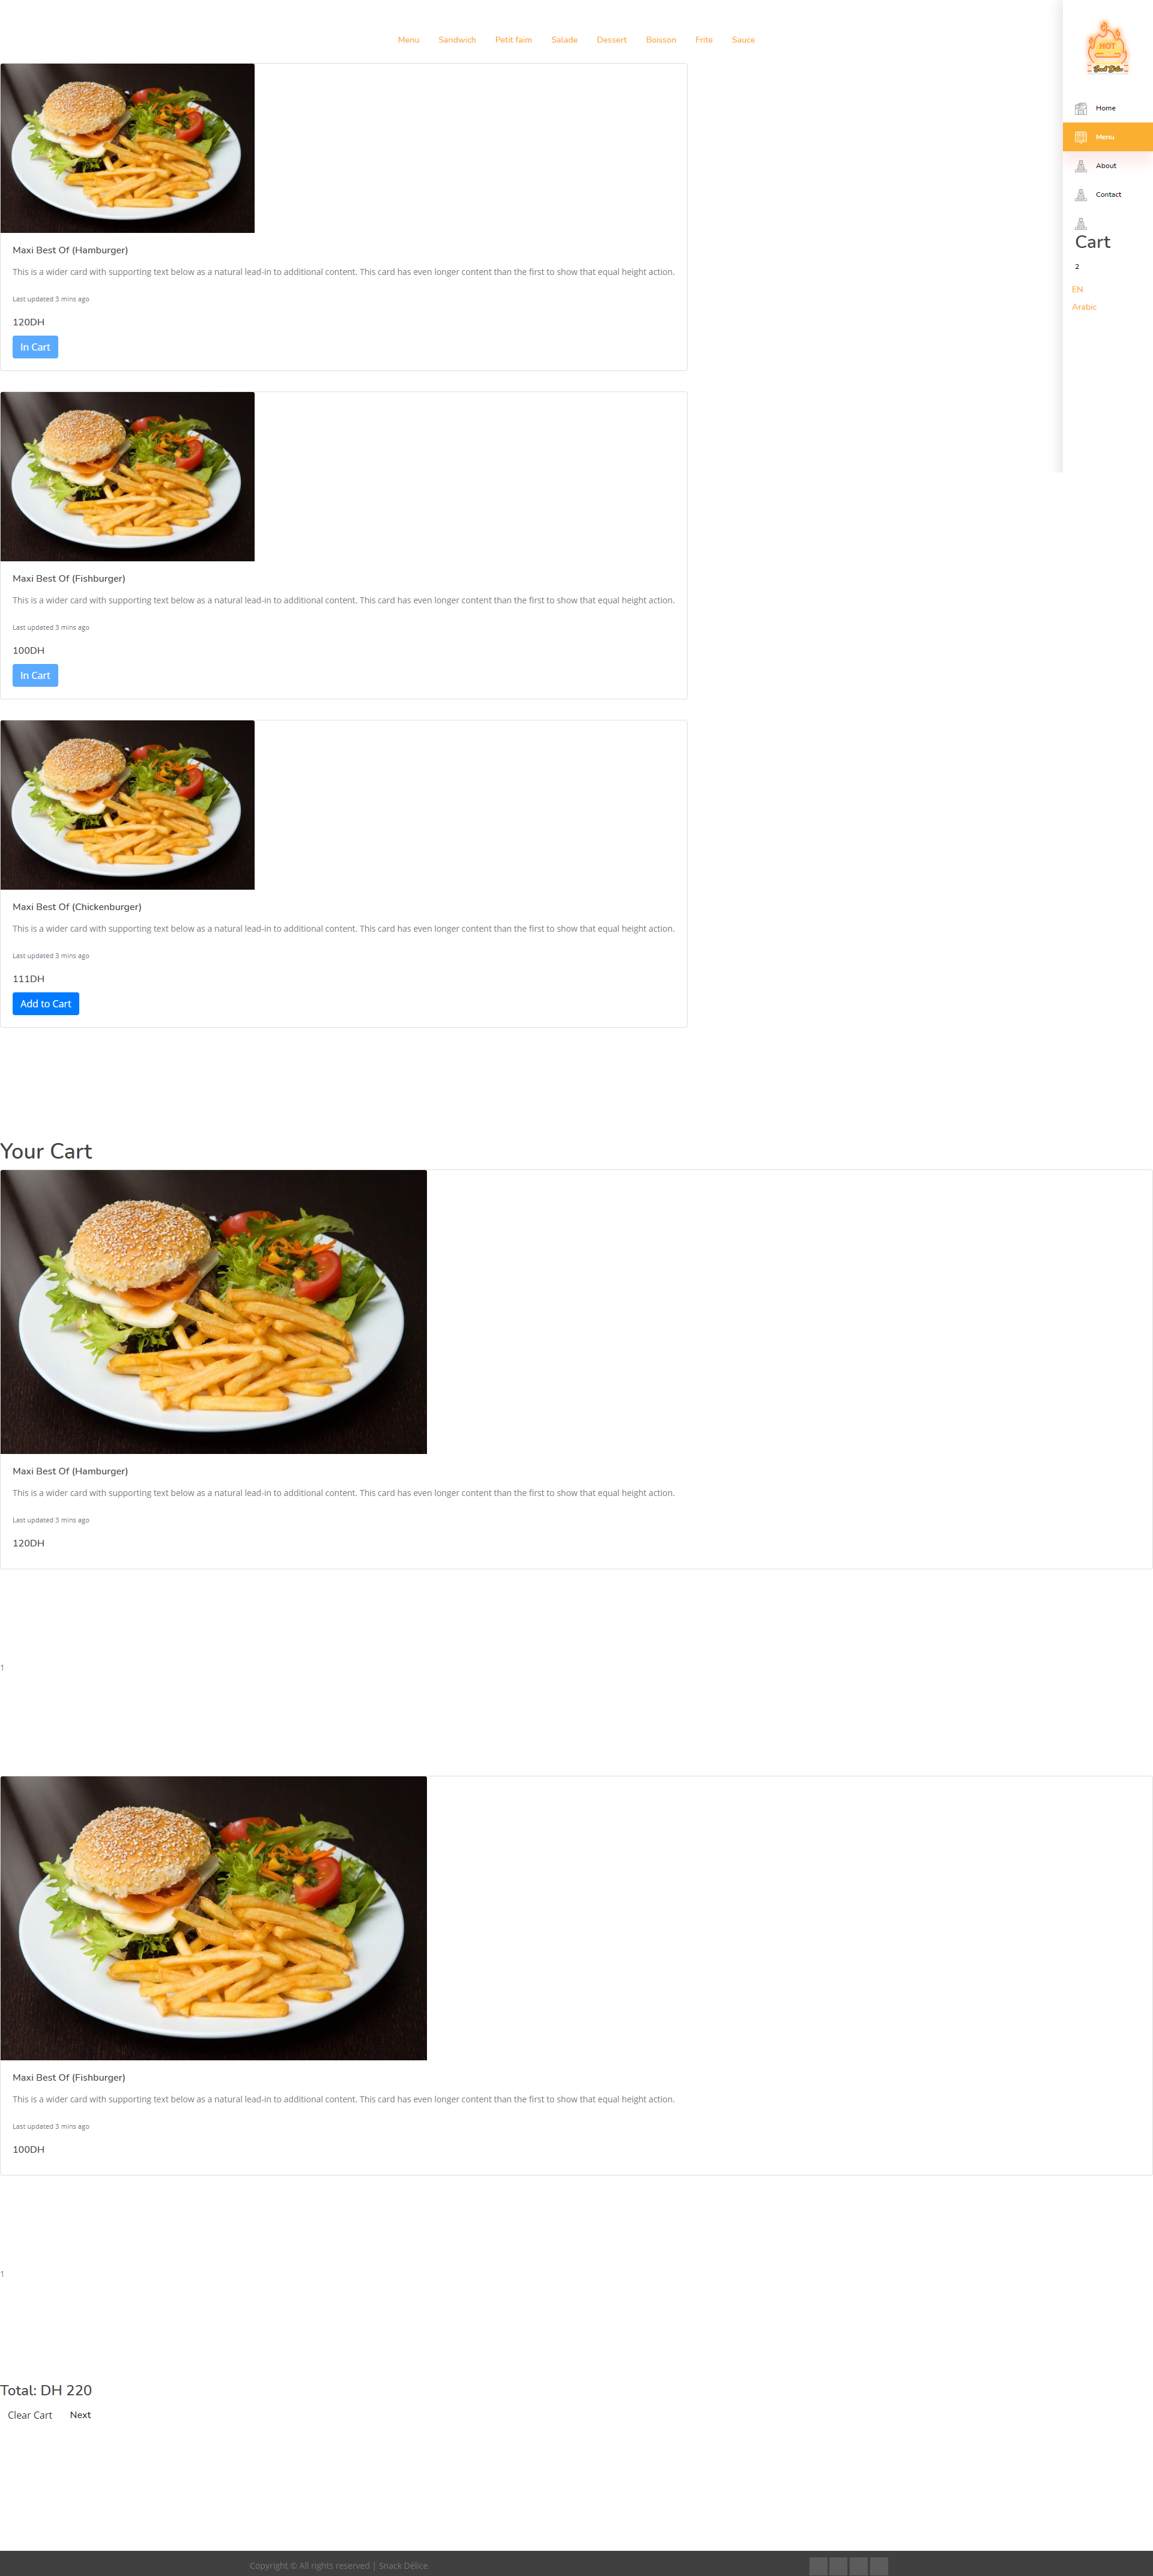 Menu Sandwich Petit faim Salade Dessert Boisson Frite Sauce
HOT
Home
Menu
About
Contact
Cart
2
EN
Arabic
Maxi Best Of (Hamburger)
This is a wider card with supporting text below as a natural lead-in to additional content. This card has even longer content than the first to show that equal height action.
Last updated 3 mins ago
120DH
In Cart
Maxi Best Of (Fishburger)
This is a wider card with supporting text below as a natural lead-in to additional content. This card has even longer content than the first to show that equal height action.
Last updated 3 mins ago
100DH
In Cart
Maxi Best Of (Chickenburger)
This is a wider card with supporting text below as a natural lead-in to additional content. This card has even longer content than the first to show that equal height action.
Last updated 3 mins ago
111DH
Add to Cart
Your Cart
Maxi Best Of (Hamburger)
This is a wider card with supporting text below as a natural lead-in to additional content. This card has even longer content than the first to show that equal height action.
Last updated 3 mins ago
120DH
1
Maxi Best Of (Fishburger)
This is a wider card with supporting text below as a natural lead-in to additional content. This card has even longer content than the first to show that equal height action.
Last updated 3 mins ago
100DH
1
Total: DH 220
Clear Cart Next
Copyright © All rights reserved | Snack Délice